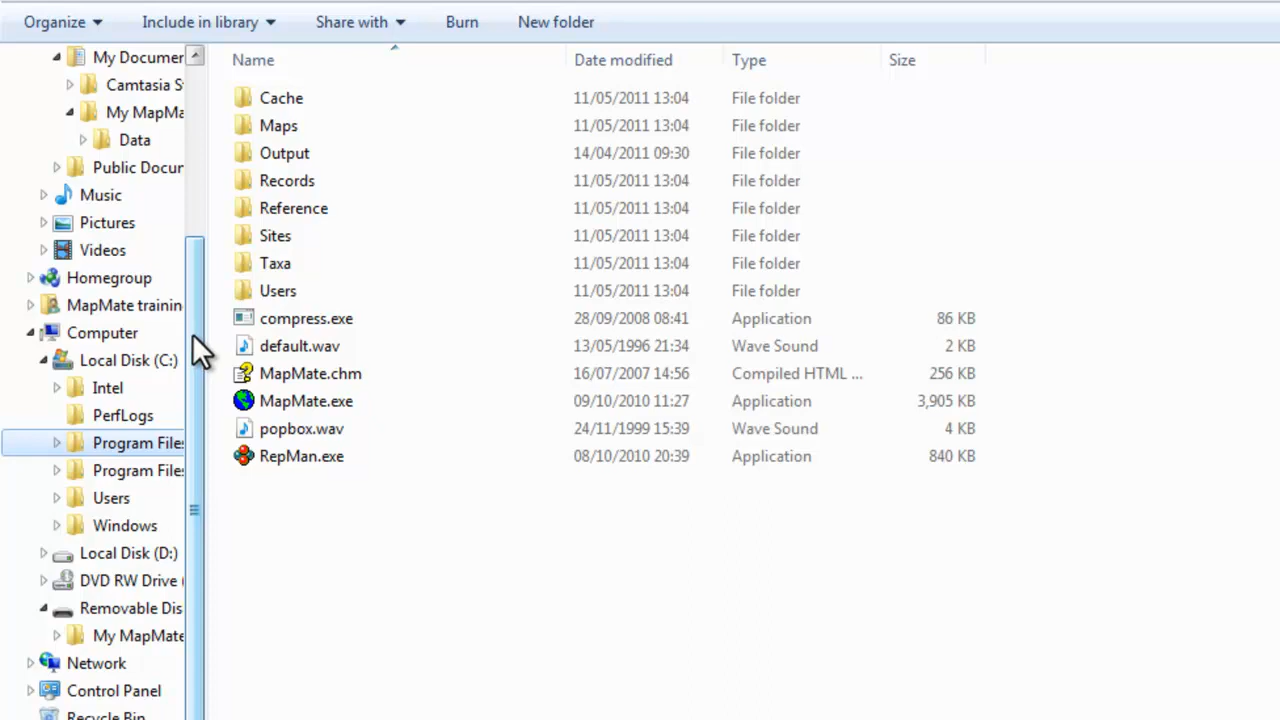 Organize Include in library Share with Burn New folder
My Documer
Camtasia S
My MapMa
Data
Public Docur
Music
Pictures
Videos
Homegroup
MapMate training
Computer
Local Disk (C:)
Intel
PerfLogs
Program Files
Program Files
Users
Windows
Local Disk (D:)
DVD RW Drive (
Removable Dis
My MapMate
Network
Control Panel
Recycle Bin
Name Date modified Type Size
Cache 11/05/2011 13:04 File folder
Maps 11/05/2011 13:04 File folder
Output 14/04/2011 09:30 File folder
Records 11/05/2011 13:04 File folder
Reference 11/05/2011 13:04 File folder
Sites 11/05/2011 13:04 File folder
Taxa 11/05/2011 13:04 File folder
Users 11/05/2011 13:04 File folder
compress.exe 28/09/2008 08:41 Application 86 KB
default.wav 13/05/1996 21:34 Wave Sound 2 KB
MapMate.chm 16/07/2007 14:56 Compiled HTML ... 256 KB
MapMate.exe 09/10/2010 11:27 Application 3,905 KB
popbox.wav 24/11/1999 15:39 Wave Sound 4 KB
RepMan.exe 08/10/2010 20:39 Application 840 KB